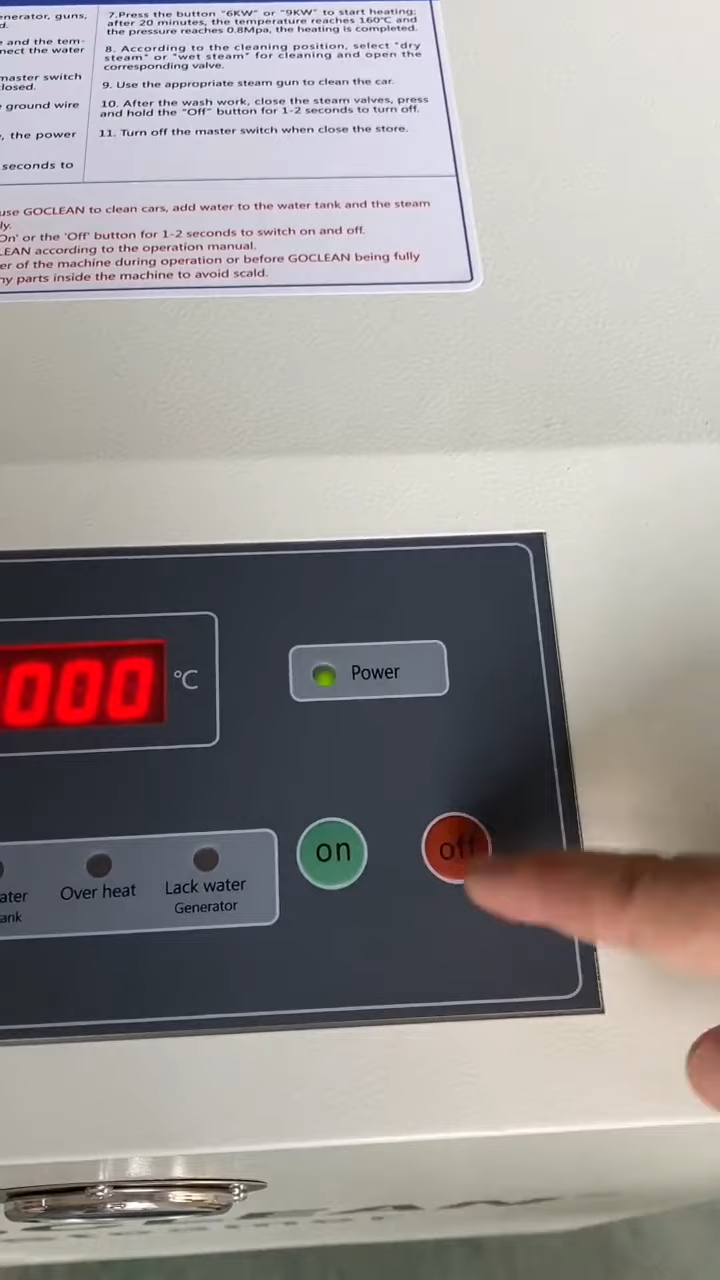 enerator, guns,
d.
e and the tem-
nect the water
master switch
losed.
e ground wire
, the power
seconds to
7.Press the button "6KW" or "9KW" to start heating;
after 20 minutes, the temperature reaches 160℃ and
the pressure reaches 0.8Mpa, the heating is completed.
8. According to the cleaning position, select "dry
steam" or "wet steam" for cleaning and open the
corresponding valve.
9. Use the appropriate steam gun to clean the car.
10. After the wash work, close the steam valves, press
and hold the "Off" button for 1-2 seconds to turn off.
11. Turn off the master switch when close the store.
use GOCLEAN to clean cars, add water to the water tank and the steam
ly.
On' or the 'Off' button for 1-2 seconds to switch on and off.
LEAN according to the operation manual.
er of the machine during operation or before GOCLEAN being fully
ny parts inside the machine to avoid scald.
000 ℃
Power
on
off
ater
ank
Over heat
Lack water
Generator